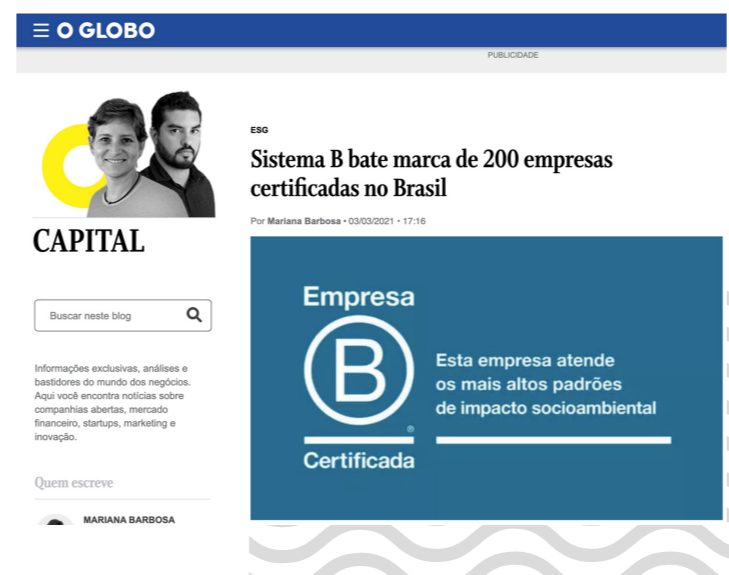 ☰ O GLOBO
PUBLICIDADE
CAPITAL
Buscar neste blog
Informações exclusivas, análises e
bastidores do mundo dos negócios.
Aqui você encontra notícias sobre
companhias abertas, mercado
financeiro, startups, marketing e
inovação.
Quem escreve
MARIANA BARBOSA
ESG
Sistema B bate marca de 200 empresas
certificadas no Brasil
Por Mariana Barbosa • 03/03/2021 • 17:16
Empresa
B
®
Certificada
Esta empresa atende
os mais altos padrões
de impacto socioambiental